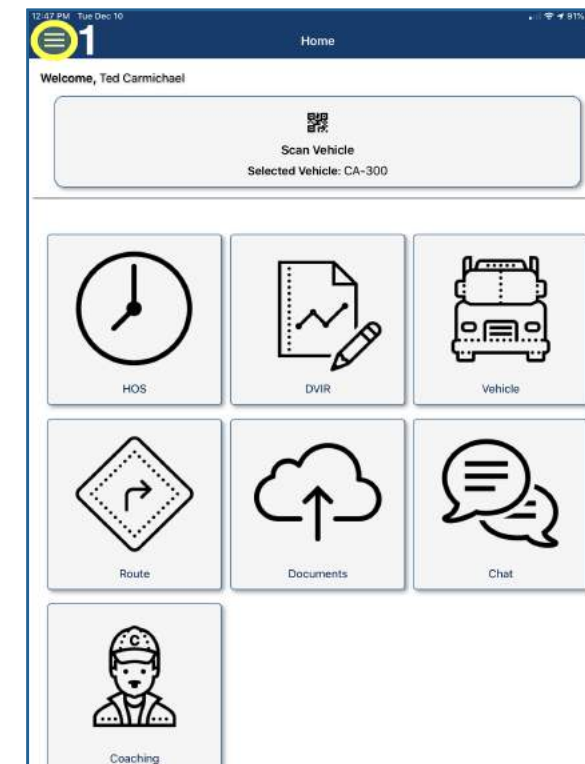 12:47 PM Tue Dec 10
91%
1
Home
Welcome, Ted Carmichael
Scan Vehicle
Selected Vehicle: CA-300
HOS
DVIR
Vehicle
Route
Documents
Chat
C
Coaching